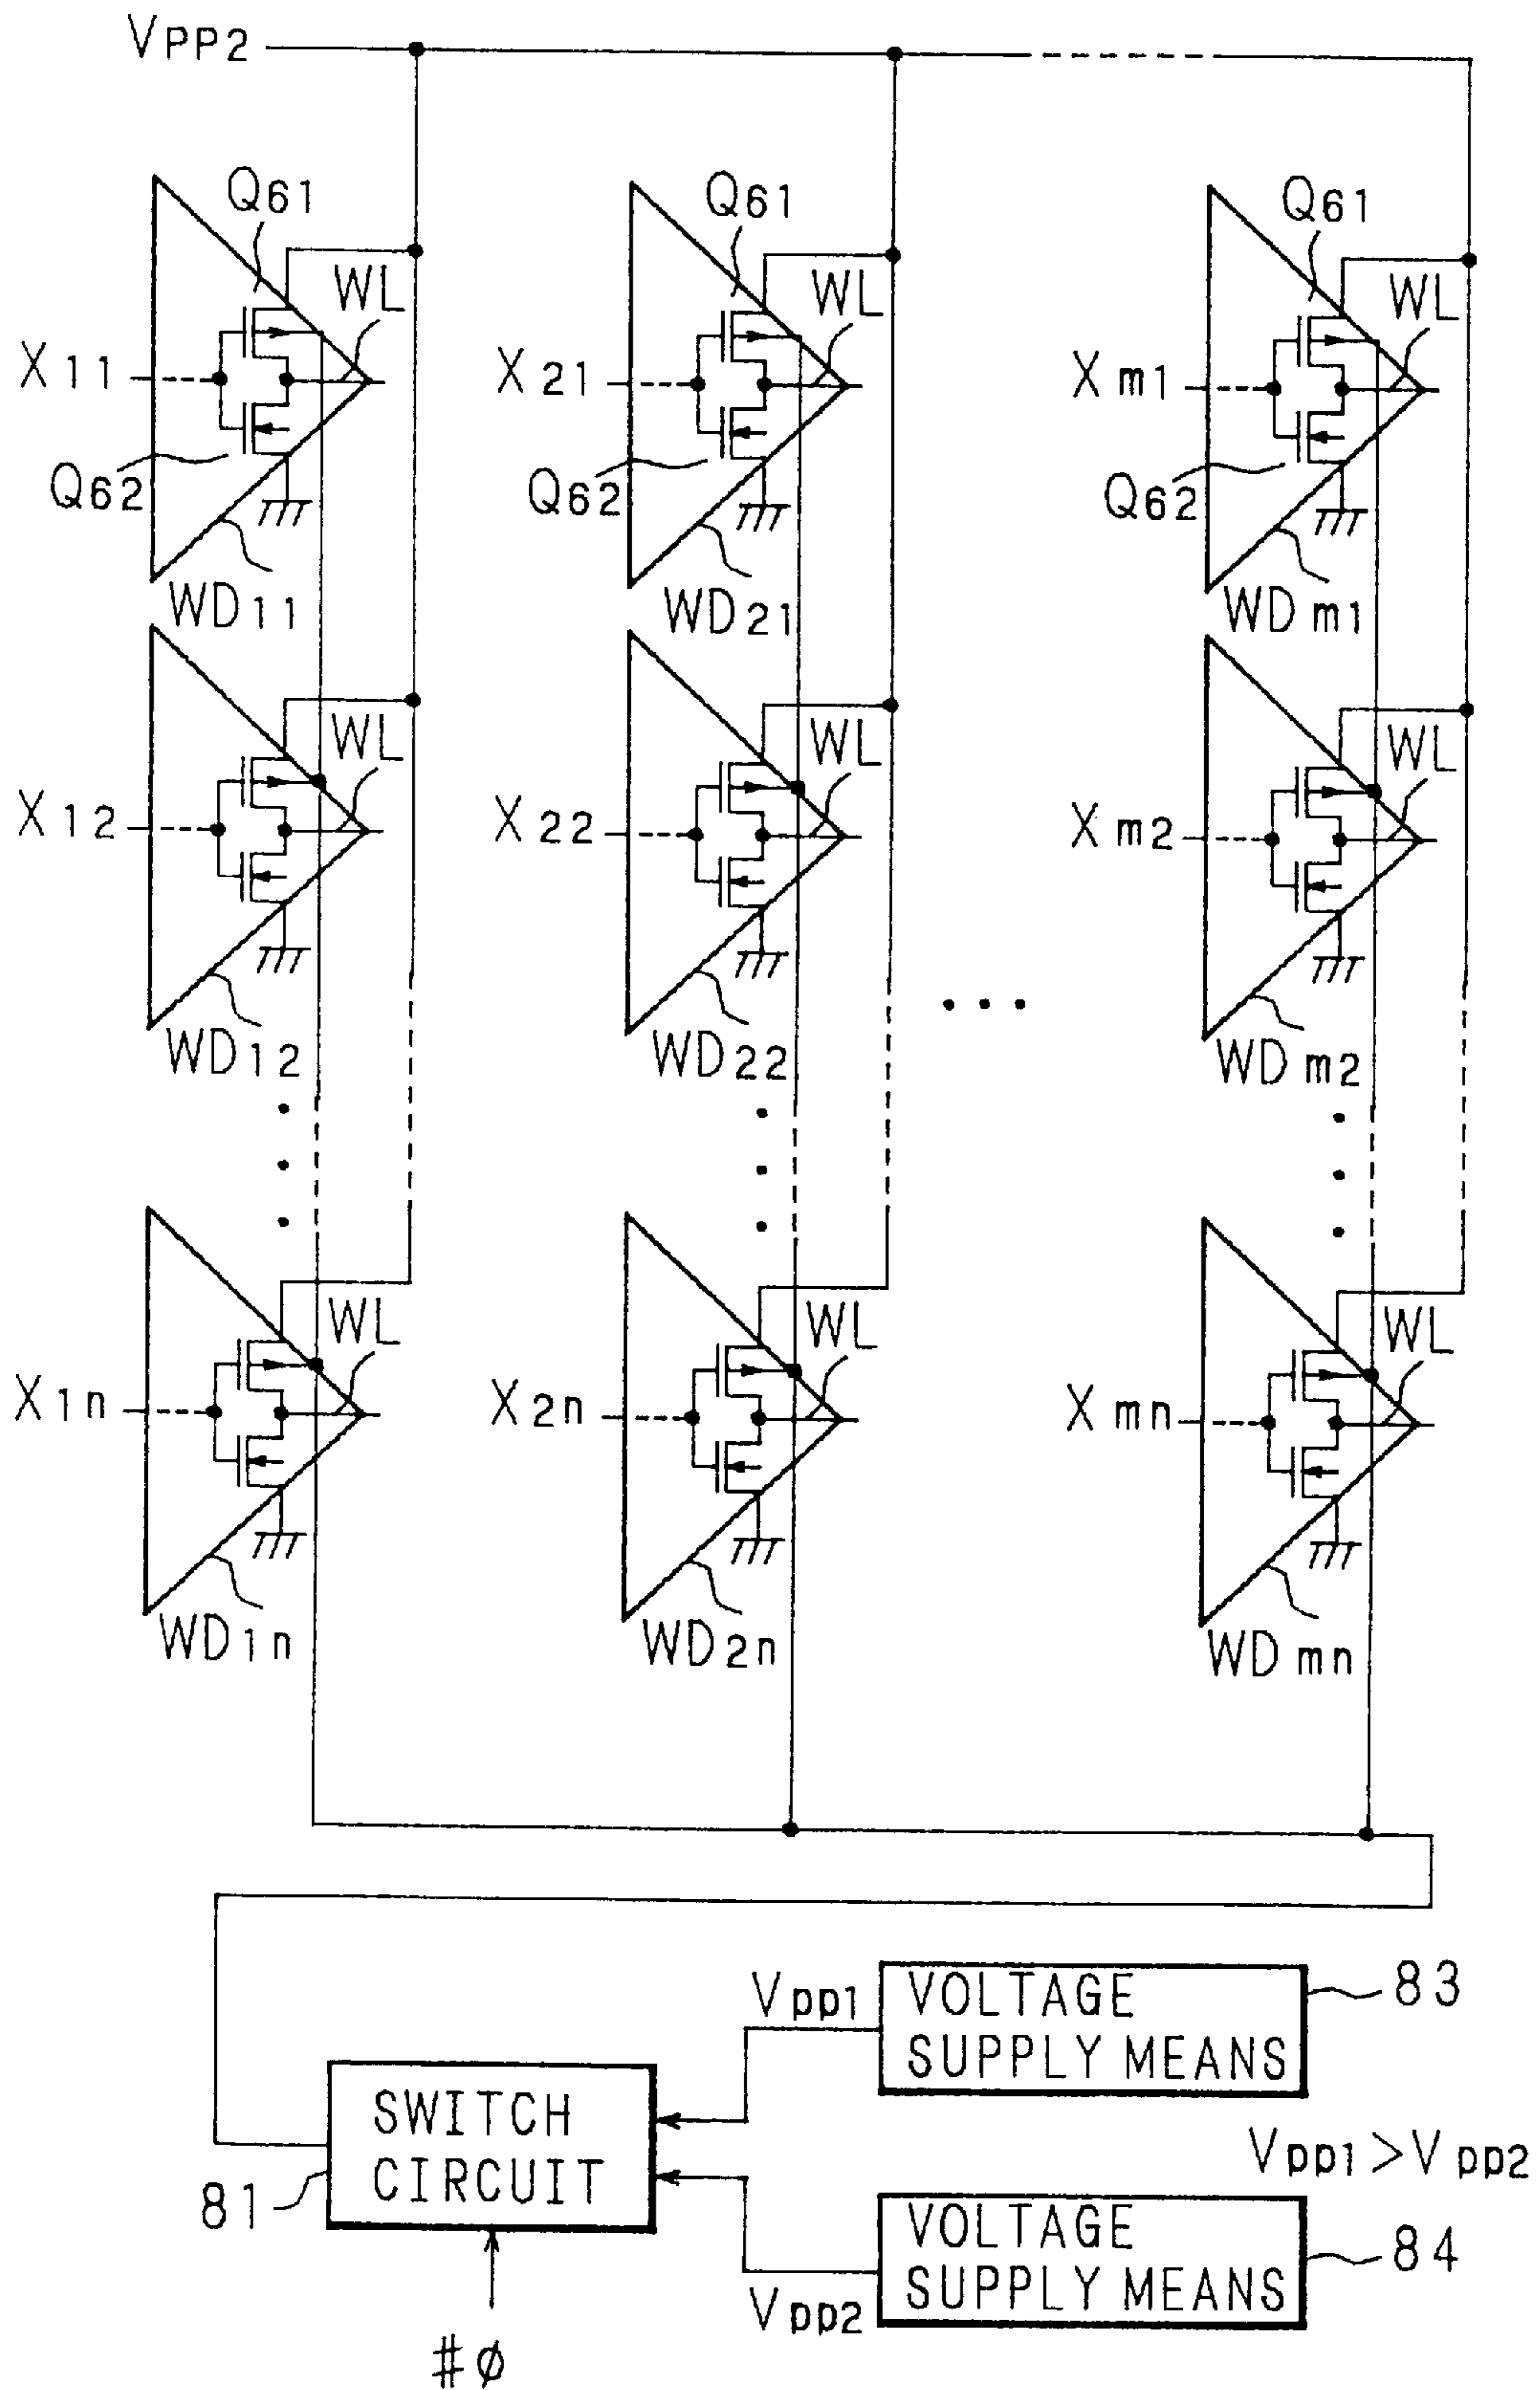 VPP2
Q61 Q61 Q61
WL WL WL
X11 X21 Xm1
Q62 Q62 Q62
WD11 WD21 WDm1
WL WL WL
X12 X22 Xm2
WD12 WD22 WDm2
WL WL WL
X1n X2n Xmn
WD1n WD2n WDmn
Vpp1
VOLTAGE
SUPPLY MEANS
83
SWITCH
CIRCUIT
81
Vpp1>Vpp2
VOLTAGE
SUPPLY MEANS
84
Vpp2
#φ